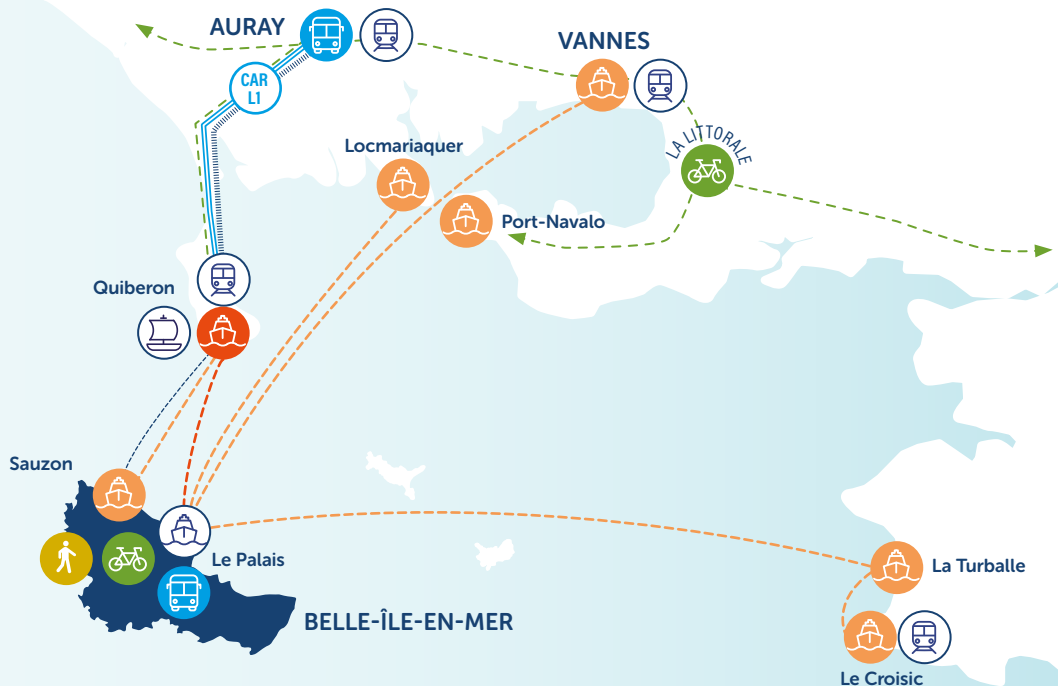 AURAY
VANNES
CAR
L1
LA LITTORALE
Locmariaquer
Port-Navalo
Quiberon
Sauzon
Le Palais
La Turballe
BELLE-ÎLE-EN-MER
Le Croisic